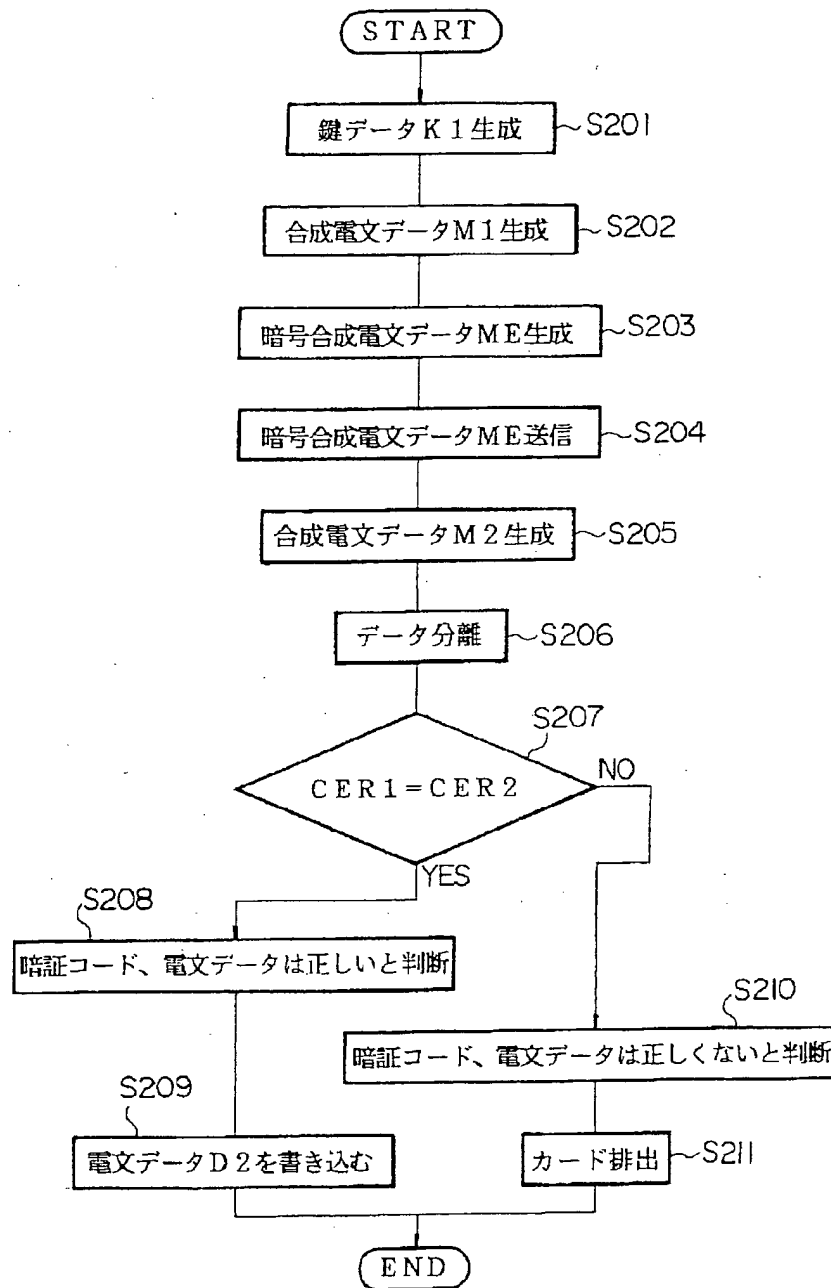 START
鍵データK1生成
S201
合成電文データM1生成
S202
暗号合成電文データME生成
S203
暗号合成電文データME送信
S204
合成電文データM2生成
S205
データ分離
S206
S207
CER1=CER2
NO
YES
S208
暗証コード、電文データは正しいと判断
S210
暗証コード、電文データは正しくないと判断
S209
電文データD2を書き込む
カード排出
S211
END